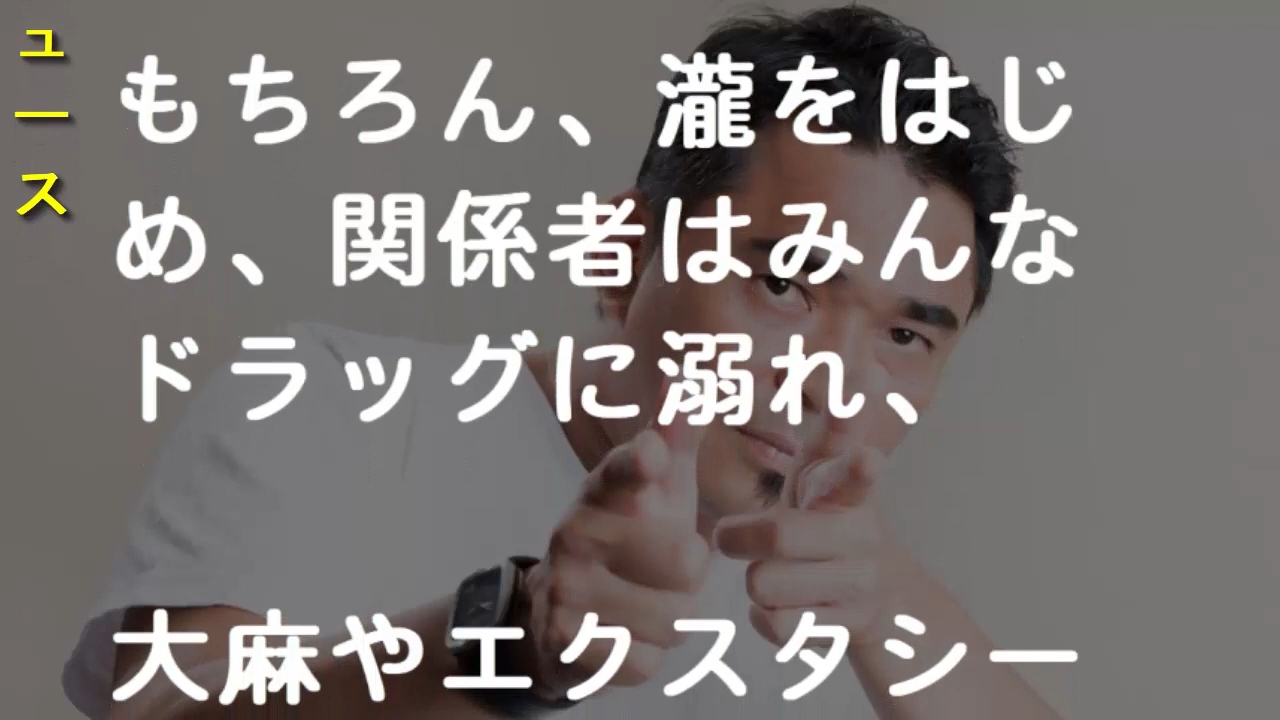 ュース
もちろん、瀧をはじ
め、関係者はみんな
ドラッグに溺れ、
大麻やエクスタシー